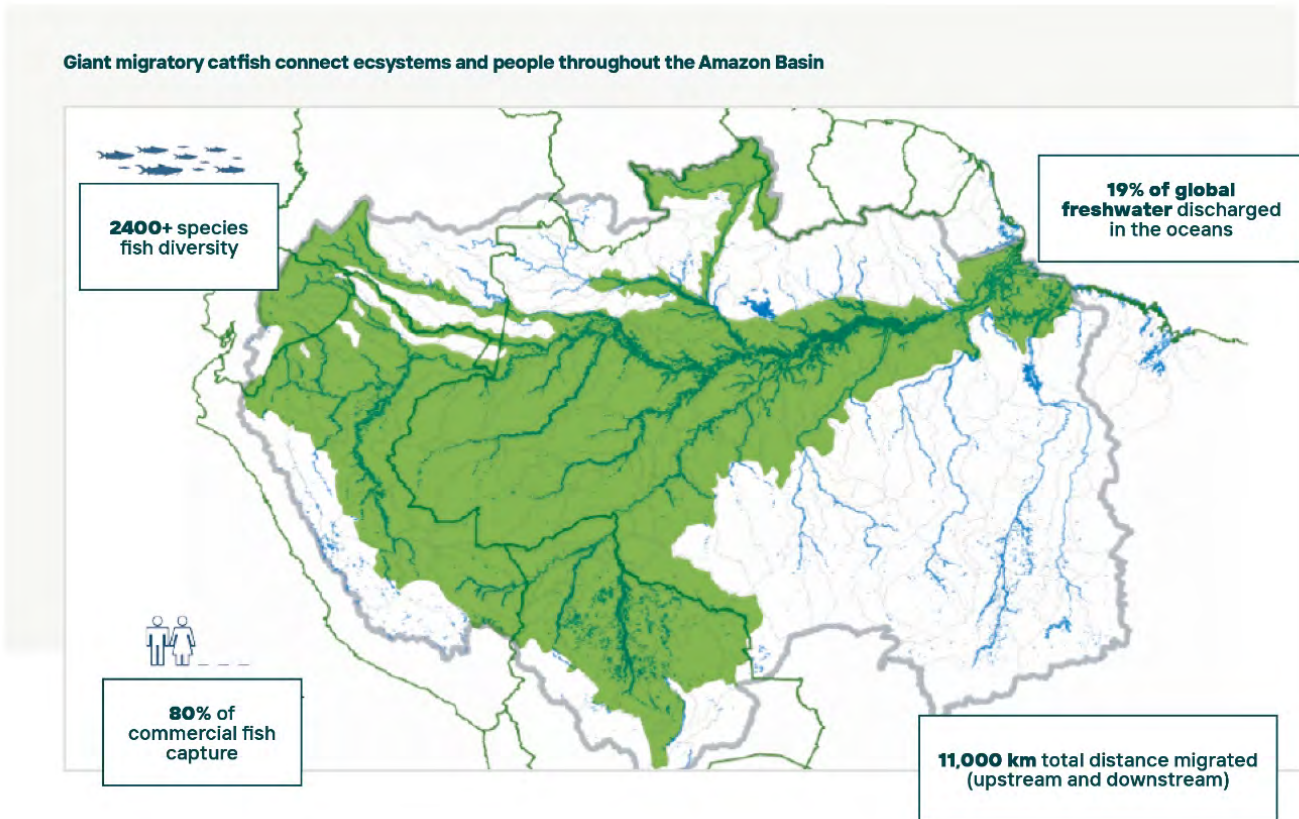 Giant migratory catfish connect ecsystems and people throughout the Amazon Basin
2400+ species
fish diversity
19% of global
freshwater discharged
in the oceans
80% of
commercial fish
capture
11,000 km total distance migrated
(upstream and downstream)